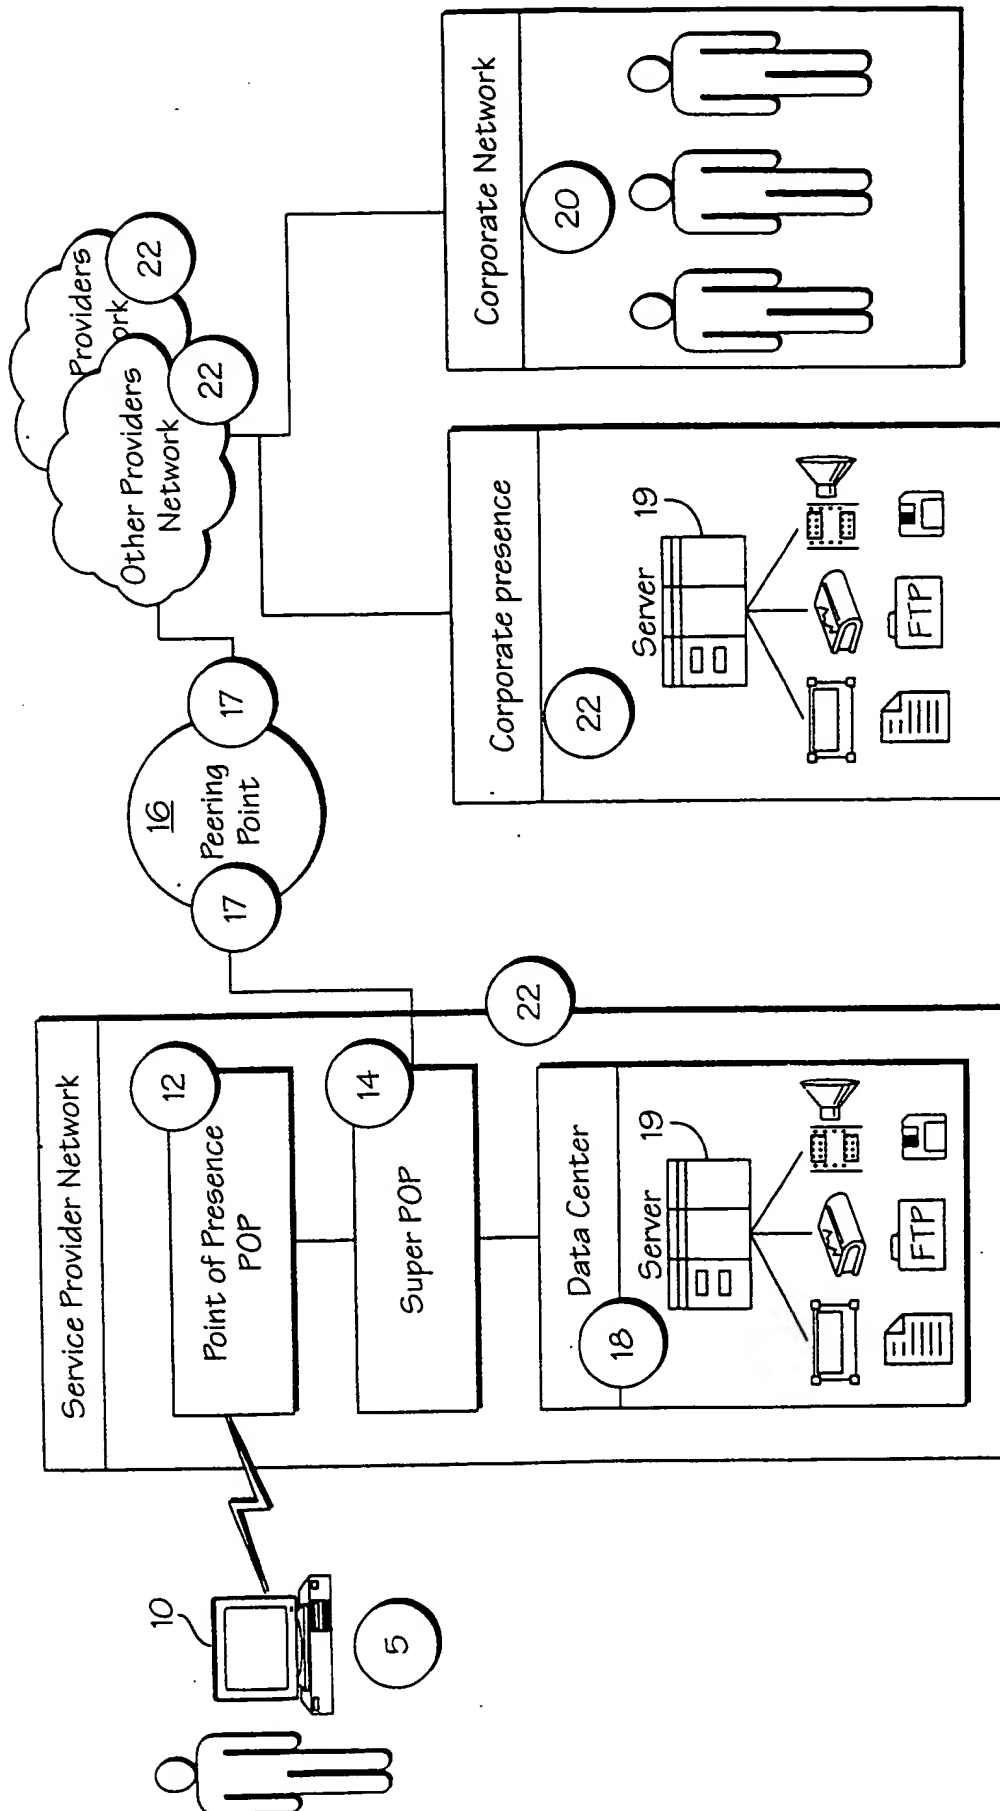 10
5
Service Provider Network
12
Point of Presence
POP
14
Super POP
Data Center
18
Server
19
FTP
22
17
16
Peering
Point
17
Other Providers
Network
22
Providers
ork
22
Corporate presence
22
Server
19
FTP
Corporate Network
20